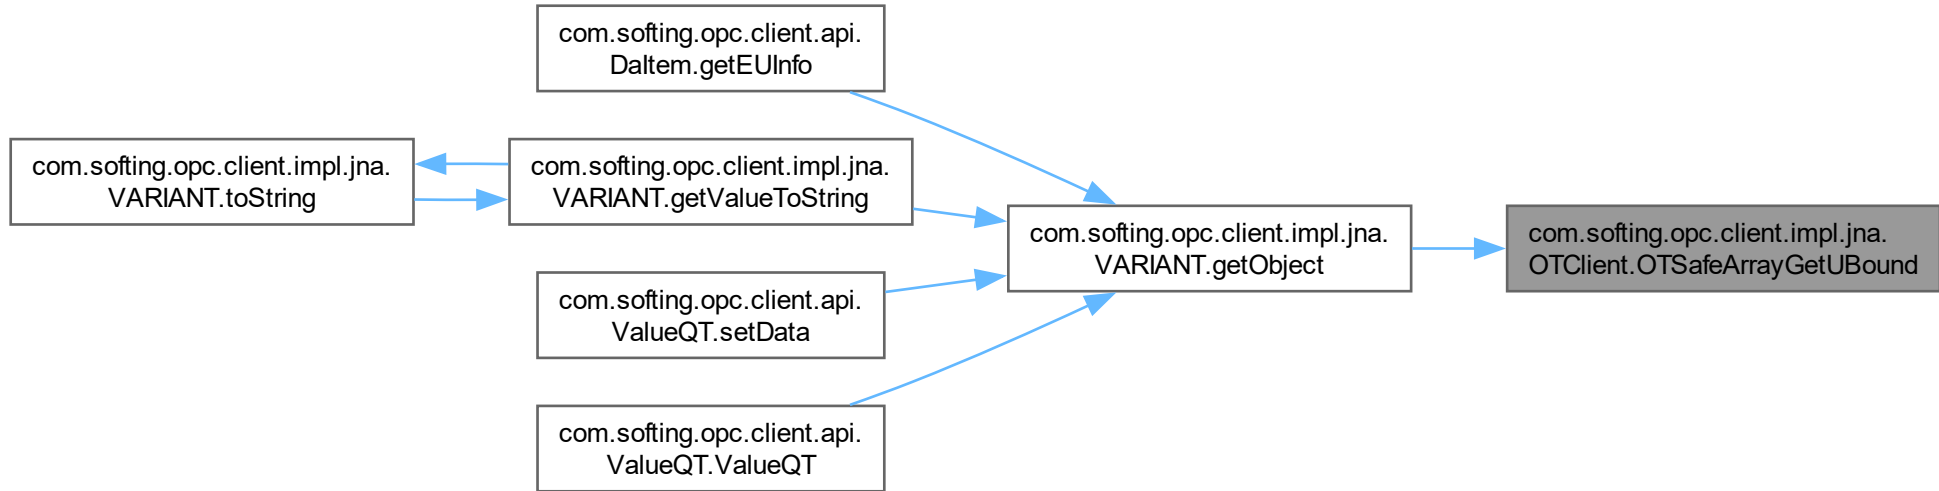 com.softing.opc.client.api.
DaItem.getEUInfo
com.softing.opc.client.impl.jna.
VARIANT.toString
com.softing.opc.client.impl.jna.
VARIANT.getValueToString
com.softing.opc.client.impl.jna.
VARIANT.getObject
com.softing.opc.client.impl.jna.
OTClient.OTSafeArrayGetUBound
com.softing.opc.client.api.
ValueQT.setData
com.softing.opc.client.api.
ValueQT.ValueQT